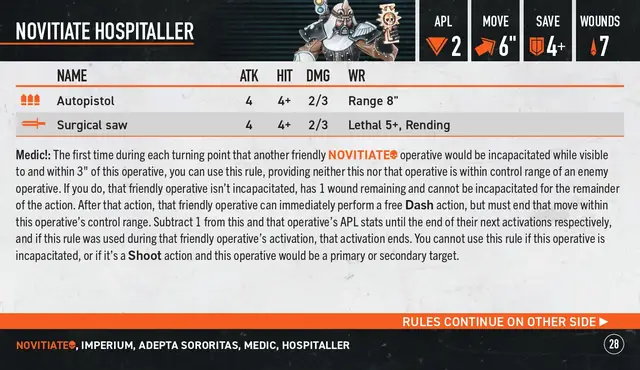 NOVITIATE HOSPITALLER
APL MOVE SAVE WOUNDS
2 6" 4+ 7
NAME ATK HIT DMG WR
Autopistol 4 4+ 2/3 Range 8"
Surgical saw 4 4+ 2/3 Lethal 5+, Rending
Medic!: The first time during each turning point that another friendly NOVITIATE operative would be incapacitated while visible
to and within 3" of this operative, you can use this rule, providing neither this nor that operative is within control range of an enemy
operative. If you do, that friendly operative isn't incapacitated, has 1 wound remaining and cannot be incapacitated for the remainder
of the action. After that action, that friendly operative can immediately perform a free Dash action, but must end that move within
this operative's control range. Subtract 1 from this and that operative's APL stats until the end of their next activations respectively,
and if this rule was used during that friendly operative's activation, that activation ends. You cannot use this rule if this operative is
incapacitated, or if it's a Shoot action and this operative would be a primary or secondary target.
RULES CONTINUE ON OTHER SIDE ▶
NOVITIATE, IMPERIUM, ADEPTA SORORITAS, MEDIC, HOSPITALLER
28